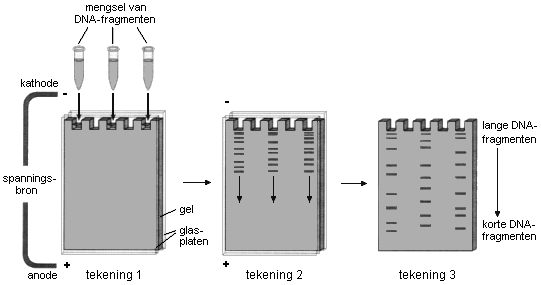 mengsel van
DNA-fragmenten
kathode
-
spannings-
bron
anode
+
gel
glas-
platen
tekening 1
-
+
tekening 2
lange DNA-
fragmenten
korte DNA-
fragmenten
tekening 3